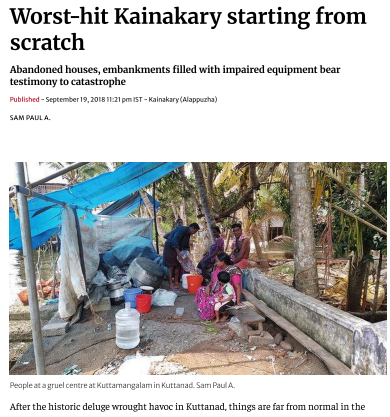 Worst-hit Kainakary starting from
scratch
Abandoned houses, embankments filled with impaired equipment bear
testimony to catastrophe
Published - September 19, 2018 11:21 pm IST - Kainakary (Alappuzha)
SAM PAUL A.
People at a gruel centre at Kuttamangalam in Kuttanad. Sam Paul A.
After the historic deluge wrought havoc in Kuttanad, things are far from normal in the